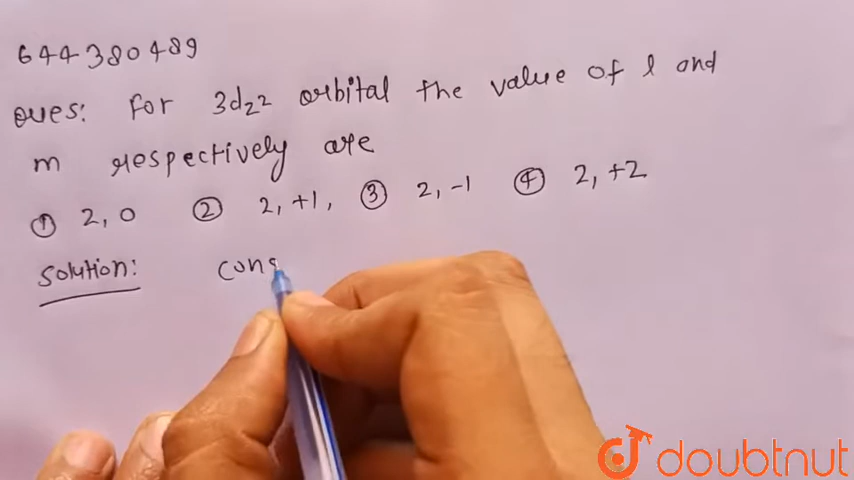 644380489
Ques: For 3dz2 orbital the value of l and
m respectively are
① 2, 0 ② 2, +1, ③ 2, -1 ④ 2, +2
Solution: Cons
doubtnut